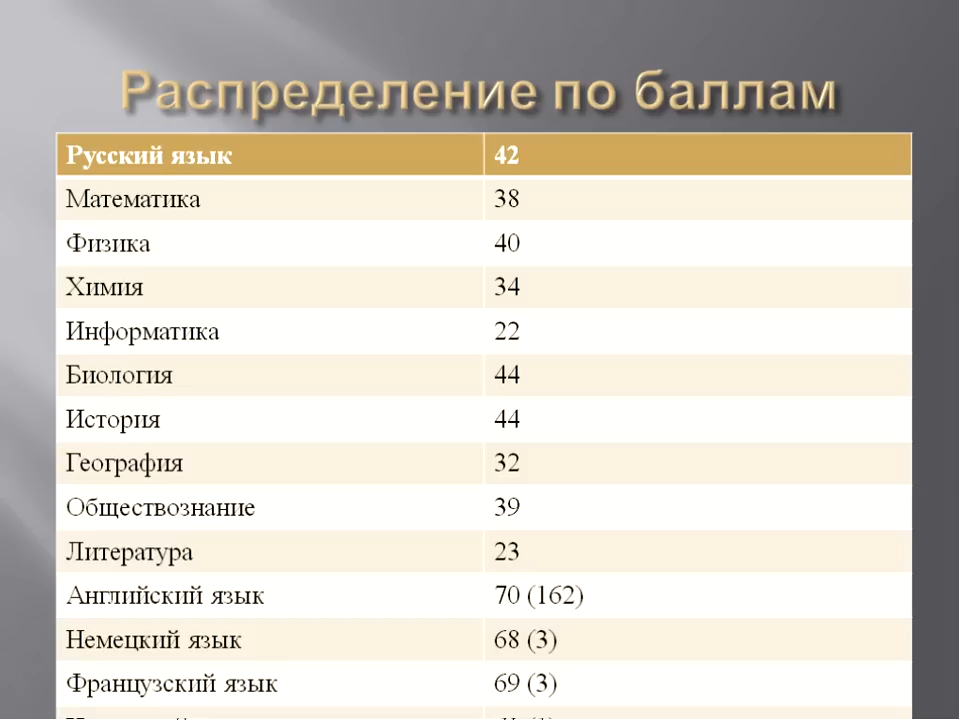 Распределение по баллам
Русский язык 42
Математика 38
Физика 40
Химия 34
Информатика 22
Биология 44
История 44
География 32
Обществознание 39
Литература 23
Английский язык 70 (162)
Немецкий язык 68 (3)
Французский язык 69 (3)